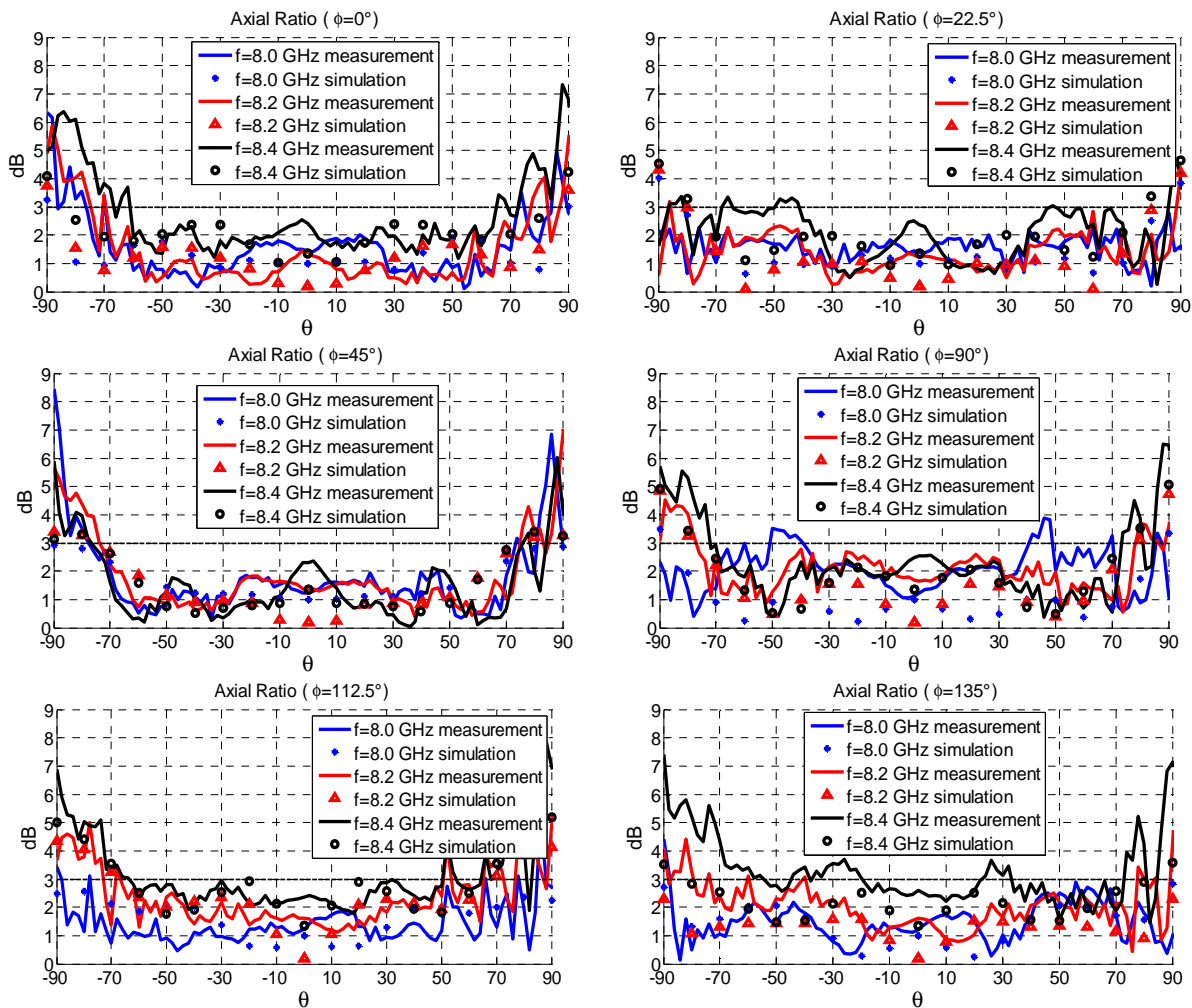 Axial Ratio ( ϕ=0°)
9
8
7
6
5
4
3
2
1
0
dB
f=8.0 GHz measurement
f=8.0 GHz simulation
f=8.2 GHz measurement
f=8.2 GHz simulation
f=8.4 GHz measurement
f=8.4 GHz simulation
-90 -70 -50 -30 -10 10 30 50 70 90
θ
Axial Ratio ( ϕ=22.5°)
9
8
7
6
5
4
3
2
1
0
dB
f=8.0 GHz measurement
f=8.0 GHz simulation
f=8.2 GHz measurement
f=8.2 GHz simulation
f=8.4 GHz measurement
f=8.4 GHz simulation
-90 -70 -50 -30 -10 10 30 50 70 90
θ
Axial Ratio ( ϕ=45°)
9
8
7
6
5
4
3
2
1
0
dB
f=8.0 GHz measurement
f=8.0 GHz simulation
f=8.2 GHz measurement
f=8.2 GHz simulation
f=8.4 GHz measurement
f=8.4 GHz simulation
-90 -70 -50 -30 -10 10 30 50 70 90
θ
Axial Ratio ( ϕ=90°)
9
8
7
6
5
4
3
2
1
0
dB
f=8.0 GHz measurement
f=8.0 GHz simulation
f=8.2 GHz measurement
f=8.2 GHz simulation
f=8.4 GHz measurement
f=8.4 GHz simulation
-90 -70 -50 -30 -10 10 30 50 70 90
θ
Axial Ratio ( ϕ=112.5°)
9
8
7
6
5
4
3
2
1
0
dB
f=8.0 GHz measurement
f=8.0 GHz simulation
f=8.2 GHz measurement
f=8.2 GHz simulation
f=8.4 GHz measurement
f=8.4 GHz simulation
-90 -70 -50 -30 -10 10 30 50 70 90
θ
Axial Ratio ( ϕ=135°)
9
8
7
6
5
4
3
2
1
0
dB
f=8.0 GHz measurement
f=8.0 GHz simulation
f=8.2 GHz measurement
f=8.2 GHz simulation
f=8.4 GHz measurement
f=8.4 GHz simulation
-90 -70 -50 -30 -10 10 30 50 70 90
θ